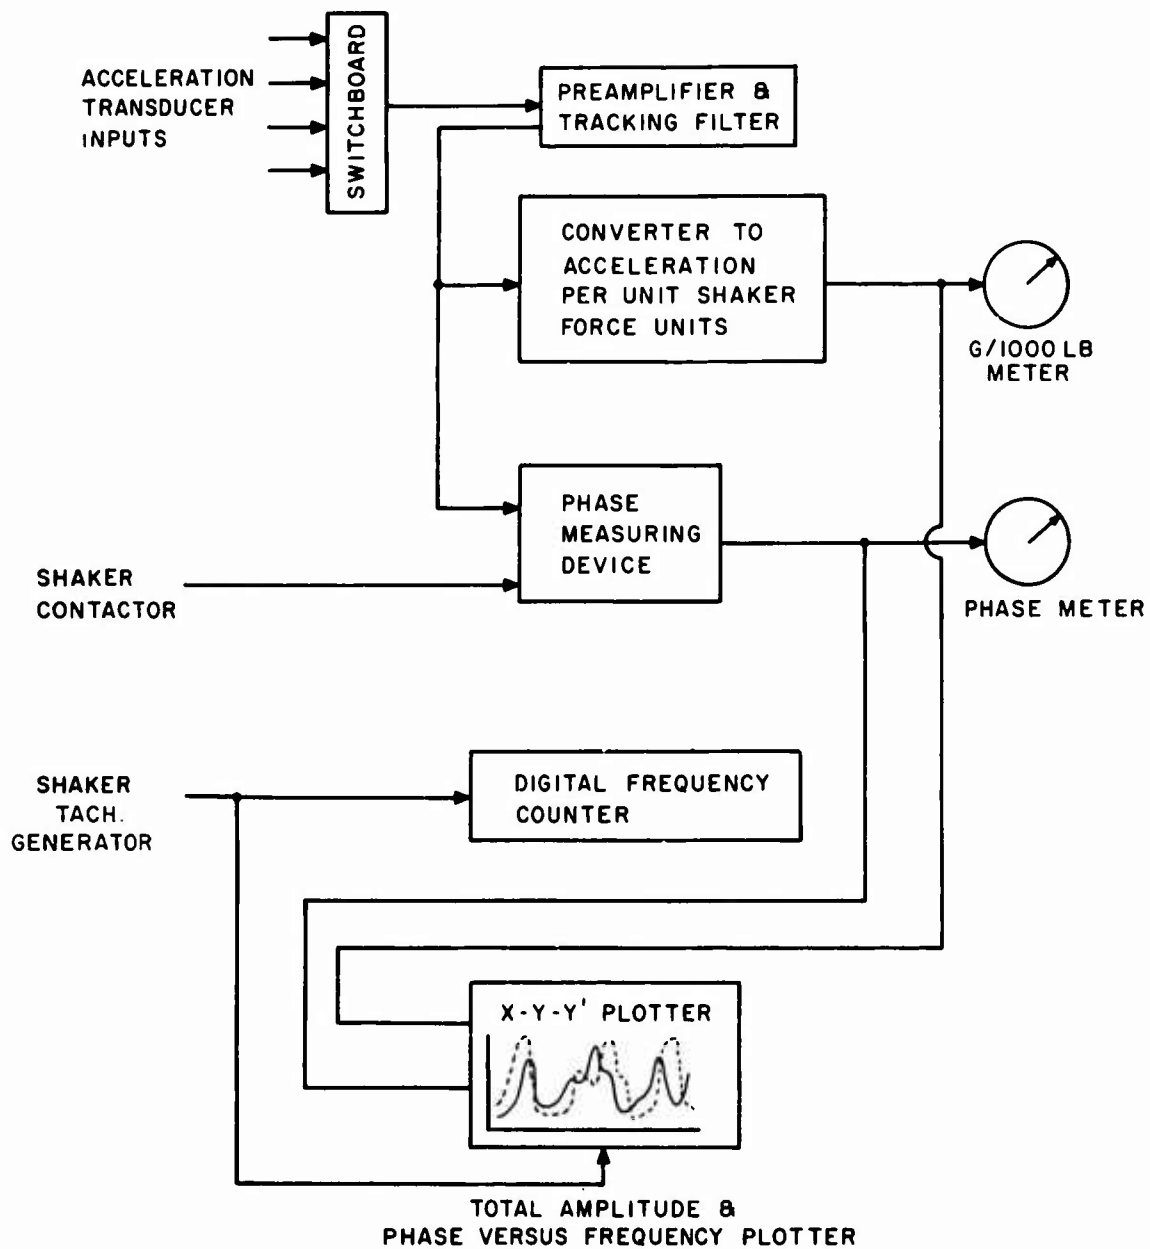 ACCELERATION
TRANSDUCER
INPUTS
SWITCHBOARD
PREAMPLIFIER &
TRACKING FILTER
CONVERTER TO
ACCELERATION
PER UNIT SHAKER
FORCE UNITS
G/1000 LB
METER
PHASE
MEASURING
DEVICE
SHAKER
CONTACTOR
PHASE METER
SHAKER
TACH.
GENERATOR
DIGITAL FREQUENCY
COUNTER
X-Y-Y' PLOTTER
TOTAL AMPLITUDE &
PHASE VERSUS FREQUENCY PLOTTER